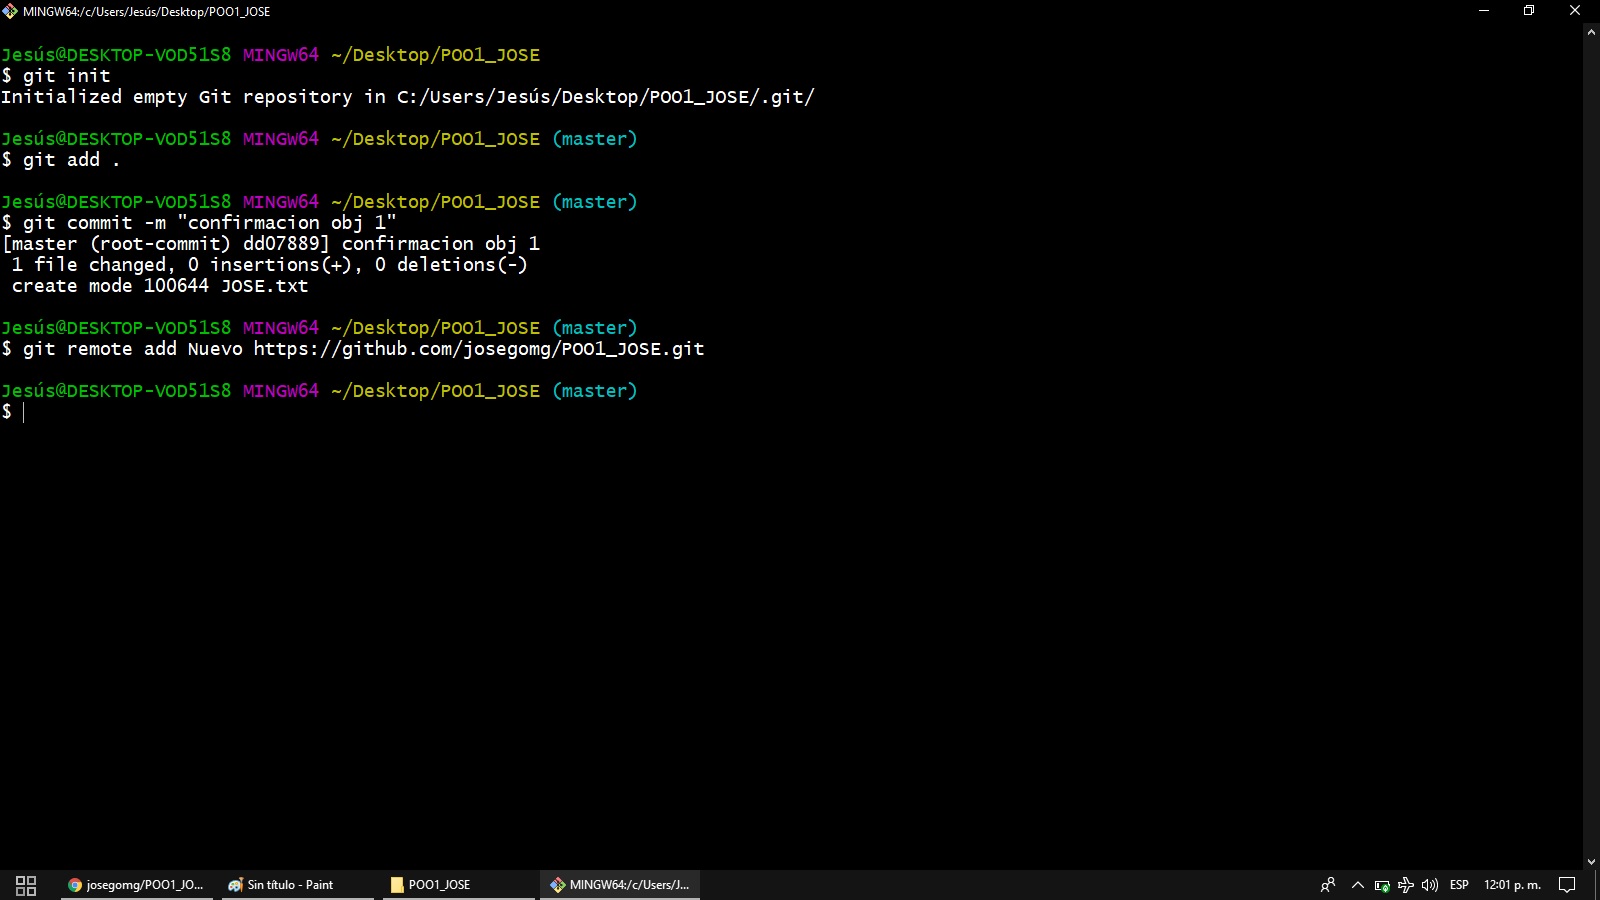 MINGW64:/c/Users/Jesús/Desktop/POO1_JOSE
Jesús@DESKTOP-VOD51S8 MINGW64 ~/Desktop/POO1_JOSE
$ git init
Initialized empty Git repository in C:/Users/Jesús/Desktop/POO1_JOSE/.git/
Jesús@DESKTOP-VOD51S8 MINGW64 ~/Desktop/POO1_JOSE (master)
$ git add .
Jesús@DESKTOP-VOD51S8 MINGW64 ~/Desktop/POO1_JOSE (master)
$ git commit -m "confirmacion obj 1"
[master (root-commit) dd07889] confirmacion obj 1
1 file changed, 0 insertions(+), 0 deletions(-)
create mode 100644 JOSE.txt
Jesús@DESKTOP-VOD51S8 MINGW64 ~/Desktop/POO1_JOSE (master)
$ git remote add Nuevo https://github.com/josegomg/POO1_JOSE.git
Jesús@DESKTOP-VOD51S8 MINGW64 ~/Desktop/POO1_JOSE (master)
$
josegomg/POO1_JO... Sin título - Paint POO1_JOSE MINGW64:/c/Users/J... ESP 12:01 p. m.